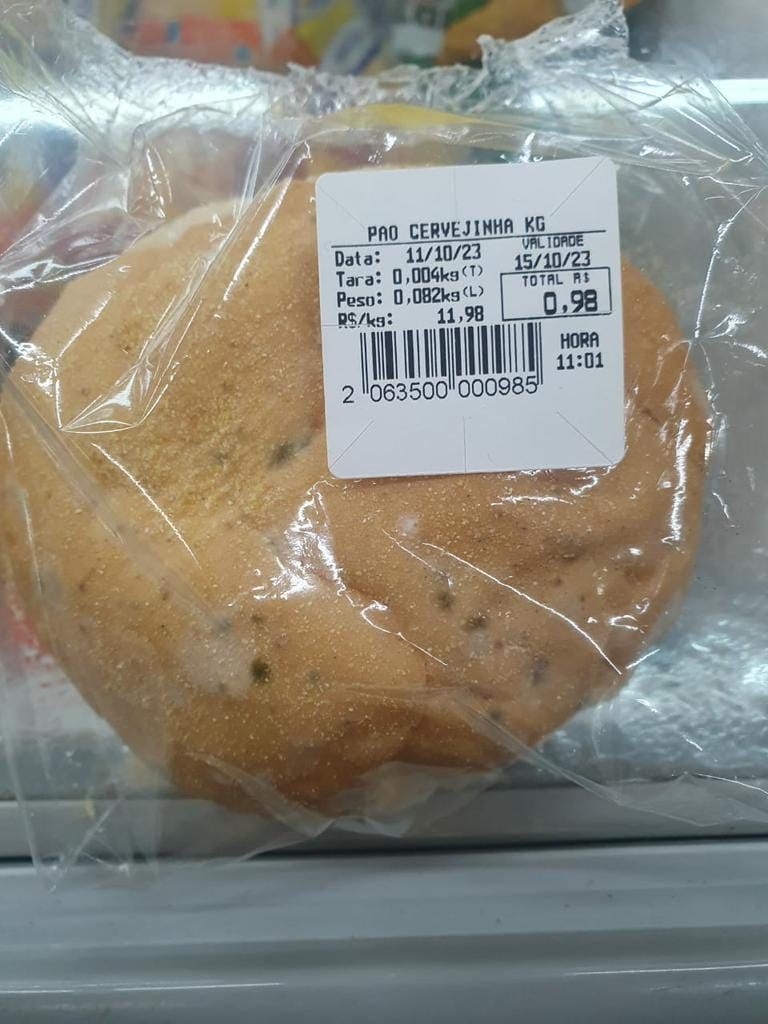 PAO CERVEJINHA KG
Data: 11/10/23
VALIDADE
15/10/23
Tara: 0,004kg(T)
Peso: 0,082kg(L)
R$/kg: 11,98
TOTAL R$
0,98
HORA
11:01
2 063500 000985